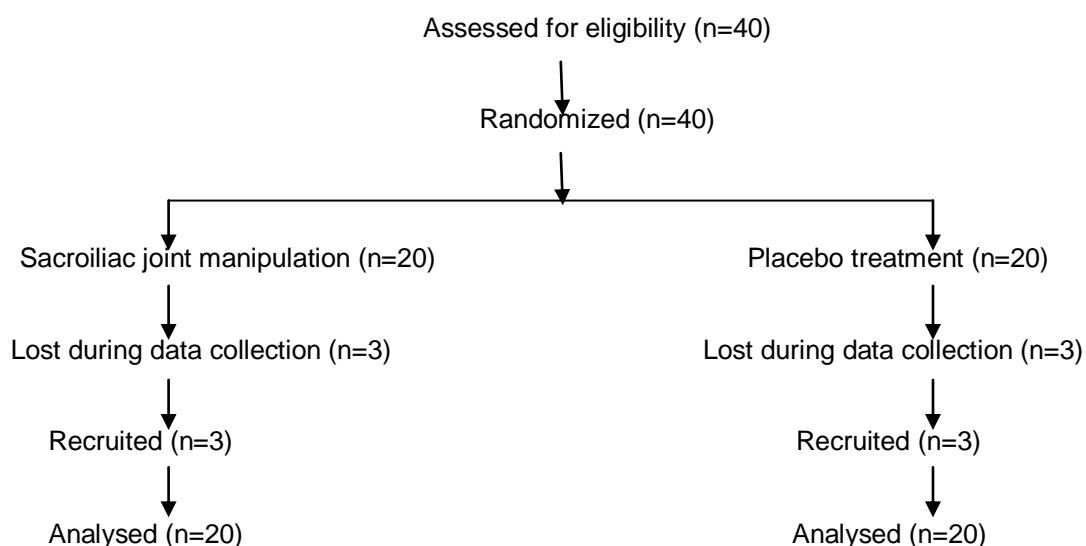 Assessed for eligibility (n=40)
Randomized (n=40)
Sacroiliac joint manipulation (n=20)
Placebo treatment (n=20)
Lost during data collection (n=3)
Lost during data collection (n=3)
Recruited (n=3)
Recruited (n=3)
Analysed (n=20)
Analysed (n=20)